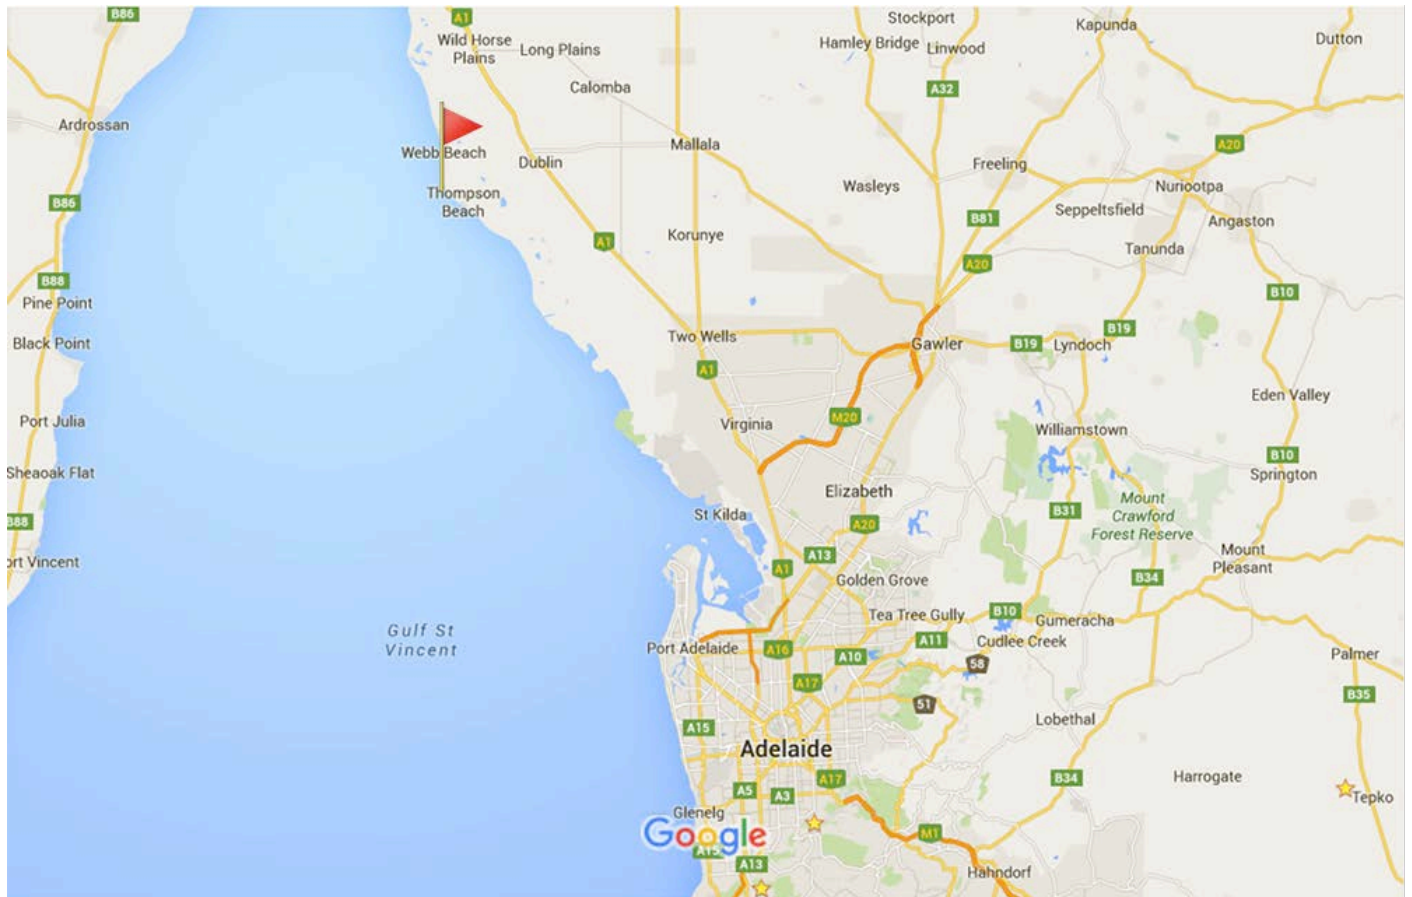 B86
A1
Stockport
Kapunda
Wild Horse
Plains
Long Plains
Hamley Bridge
Linwood
Dutton
Calomba
A32
Ardrossan
Webb Beach
Dublin
Mallala
Freeling
A20
Thompson
Beach
Wasleys
Nuriootpa
B86
Seppeltsfield
B81
Angaston
A1
Korunye
Tanunda
A20
B88
B10
Pine Point
Two Wells
B19
Black Point
Gawler
B19
Lyndoch
A1
Eden Valley
Port Julia
Virginia
M20
Williamstown
Sheaoak Flat
B10
Springton
Elizabeth
Mount
Crawford
Forest Reserve
B88
St Kilda
A20
B31
ort Vincent
A13
Mount
Pleasant
A1
Golden Grove
B34
Tea Tree Gully
B10
Gumeracha
Gulf St
Vincent
Port Adelaide
A16
A10
A11
Cudlee Creek
58
Palmer
A17
B35
51
A15
Lobethal
Adelaide
A17
B34
Harrogate
A5
A3
Tepko
Glenelg
Google
M1
A15
A13
Hahndorf